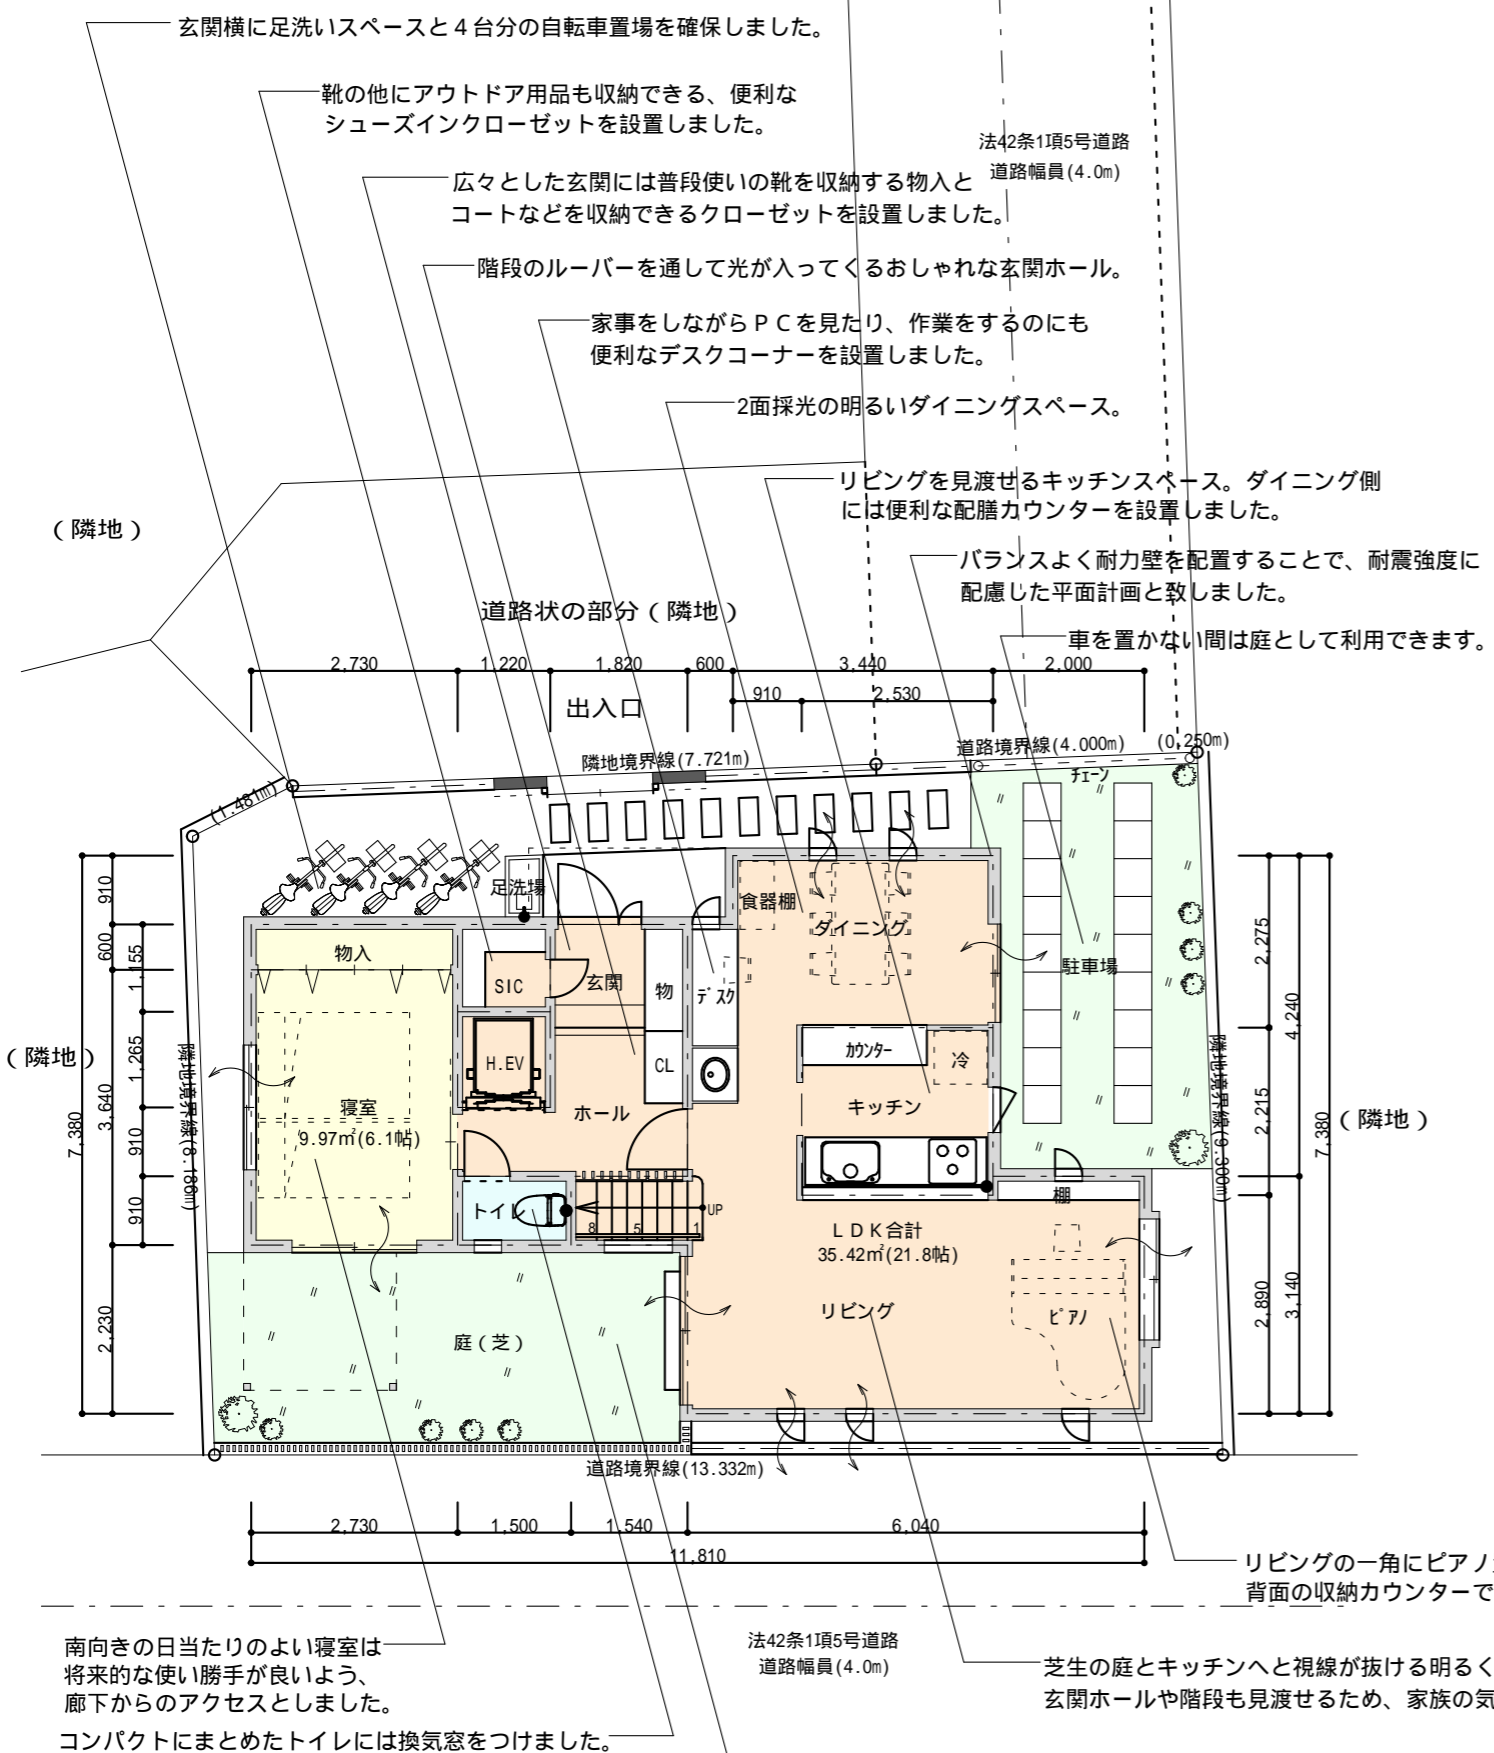 玄関横に足洗いスペースと４台分の自転車置場を確保しました。
靴の他にアウトドア用品も収納できる、便利な
シューズインクローゼットを設置しました。
法42条1項5号道路
道路幅員(4.0m)
広々とした玄関には普段使いの靴を収納する物入と
コートなどを収納できるクローゼットを設置しました。
階段のルーバーを通して光が入ってくるおしゃれな玄関ホール。
家事をしながらＰＣを見たり、作業をするのにも
便利なデスクコーナーを設置しました。
2面採光の明るいダイニングスペース。
リビングを見渡せるキッチンスペース。ダイニング側
には便利な配膳カウンターを設置しました。
（隣地）
バランスよく耐力壁を配置することで、耐震強度に
配慮した平面計画と致しました。
道路状の部分（隣地）
車を置かない間は庭として利用できます。
2,730
1,220
1,820
600
3,440
2,000
910
2,530
出入口
隣地境界線(7.721m)
道路境界線(4.000m)
(0.250m)
チェーン
(1.481m)
910
600
1,155
1,265
3,640
7,380
910
910
2,230
（隣地）
隣地境界線(8.186m)
足洗場
食器棚
ダイニング
駐車場
物入
SIC
玄関
物
デスク
H.EV
CL
カウンター
冷
ホール
キッチン
寝室
9.97㎡(6.1帖)
トイレ
8
5
1
UP
棚
ＬＤＫ合計
35.42㎡(21.8帖)
リビング
ピアノ
庭（芝）
隣地境界線(9.300m)
2,275
4,240
2,215
7,380
2,890
3,140
（隣地）
道路境界線(13.332m)
2,730
1,500
1,540
6,040
11,810
リビングの一角にピアノ
背面の収納カウンターで
法42条1項5号道路
道路幅員(4.0m)
南向きの日当たりのよい寝室は
将来的な使い勝手が良いよう、
廊下からのアクセスとしました。
芝生の庭とキッチンへと視線が抜ける明るく
玄関ホールや階段も見渡せるため、家族の気
コンパクトにまとめたトイレには換気窓をつけました。